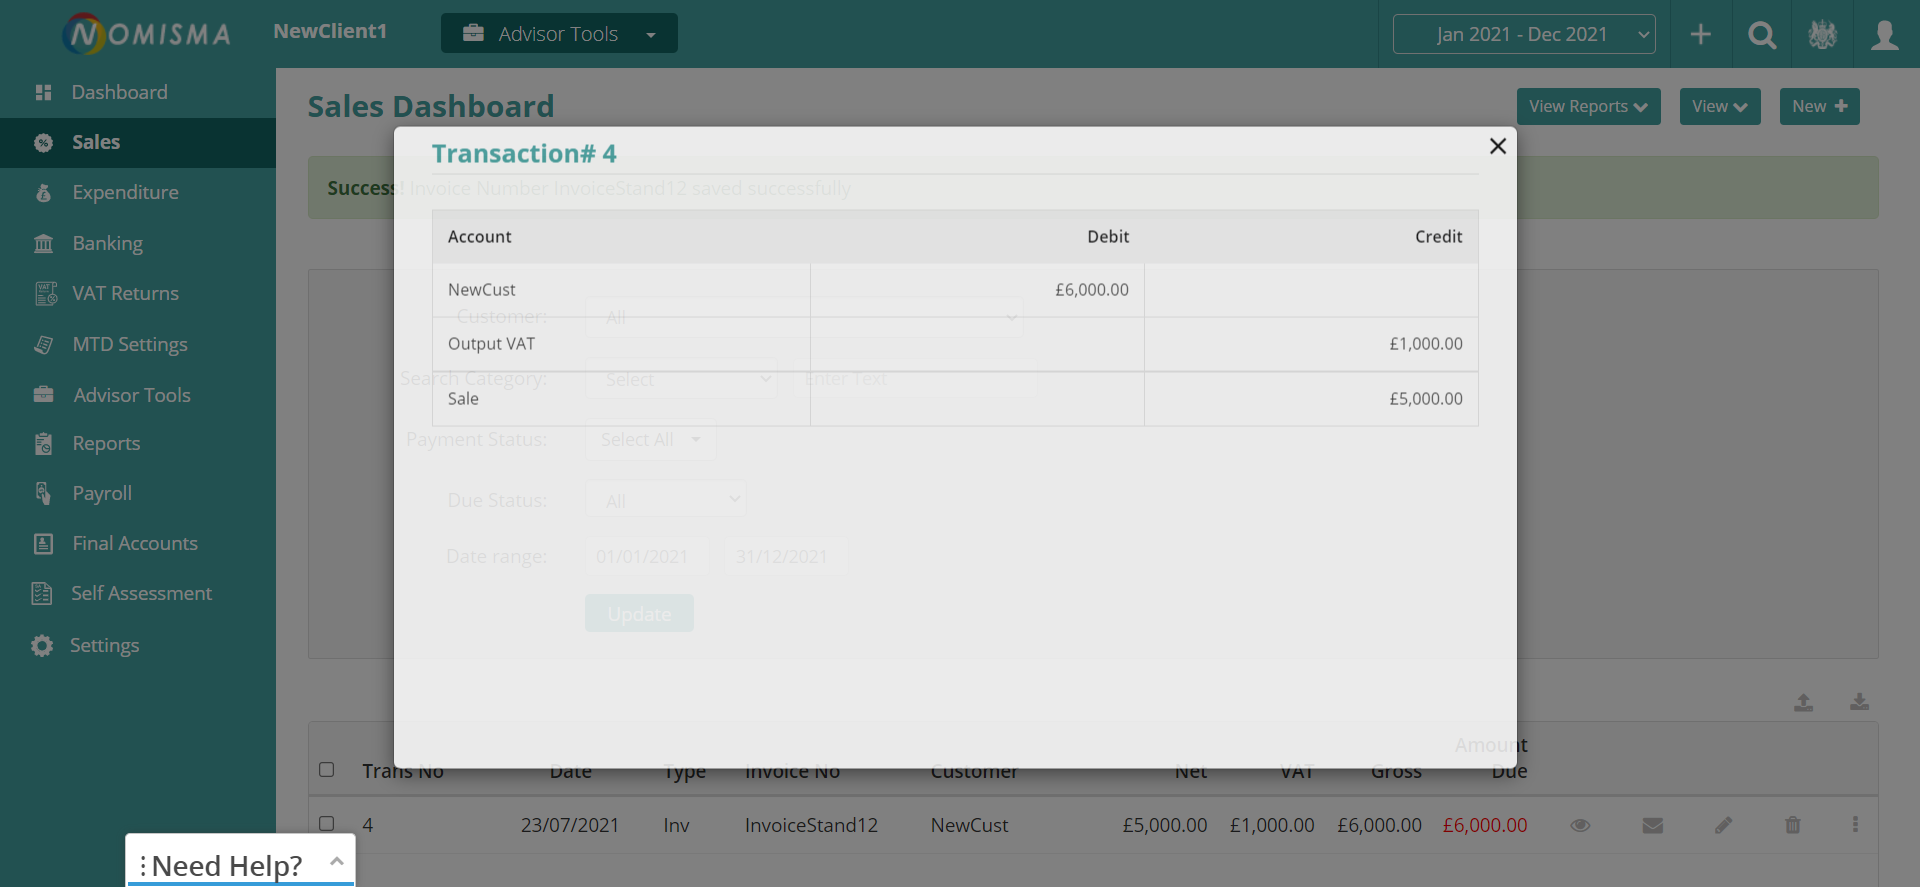 NOMISMA
NewClient1
Advisor Tools
Jan 2021 - Dec 2021
Dashboard
Sales
Expenditure
Banking
VAT Returns
MTD Settings
Advisor Tools
Reports
Payroll
Final Accounts
Self Assessment
Settings
Sales Dashboard
View Reports
View
New
Transaction# 4
Success! Invoice Number InvoiceStand12 saved successfully
Account Debit Credit
NewCust £6,000.00
Output VAT £1,000.00
Sale £5,000.00
Customer: All
Search Category: Select Enter Text
Payment Status: Select All
Due Status: All
Date range: 01/01/2021 31/12/2021
Update
Trans No Date Type Invoice No Customer Net VAT Gross Amount Due
4 23/07/2021 Inv InvoiceStand12 NewCust £5,000.00 £1,000.00 £6,000.00 £6,000.00
Need Help?